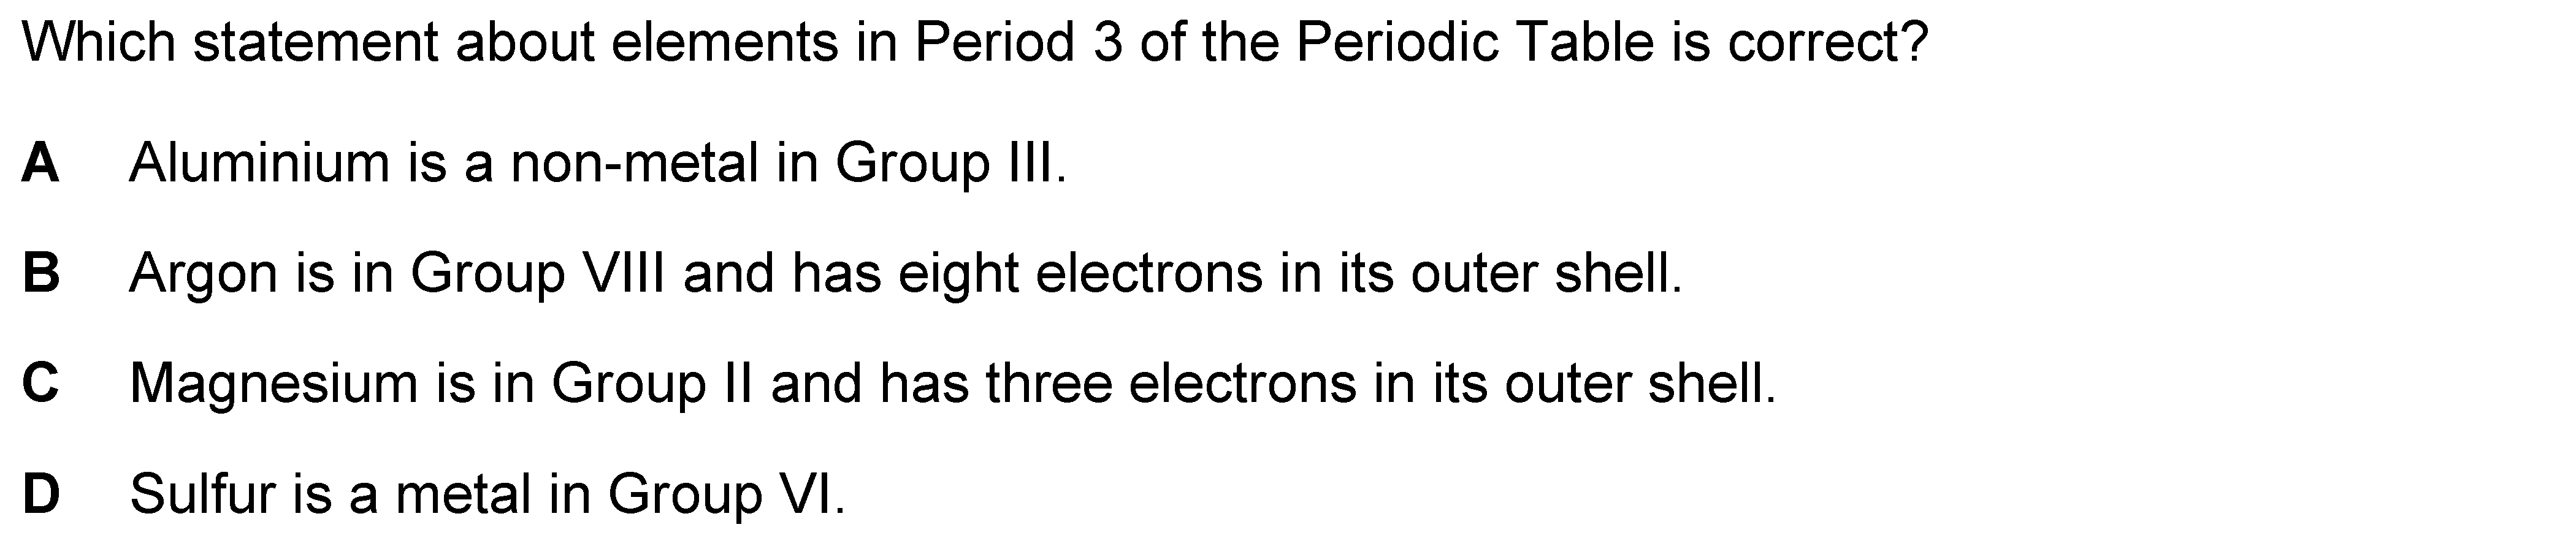 Which statement about elements in Period 3 of the Periodic Table is correct?
A Aluminium is a non-metal in Group III.
B Argon is in Group VIII and has eight electrons in its outer shell.
C Magnesium is in Group II and has three electrons in its outer shell.
D Sulfur is a metal in Group VI.